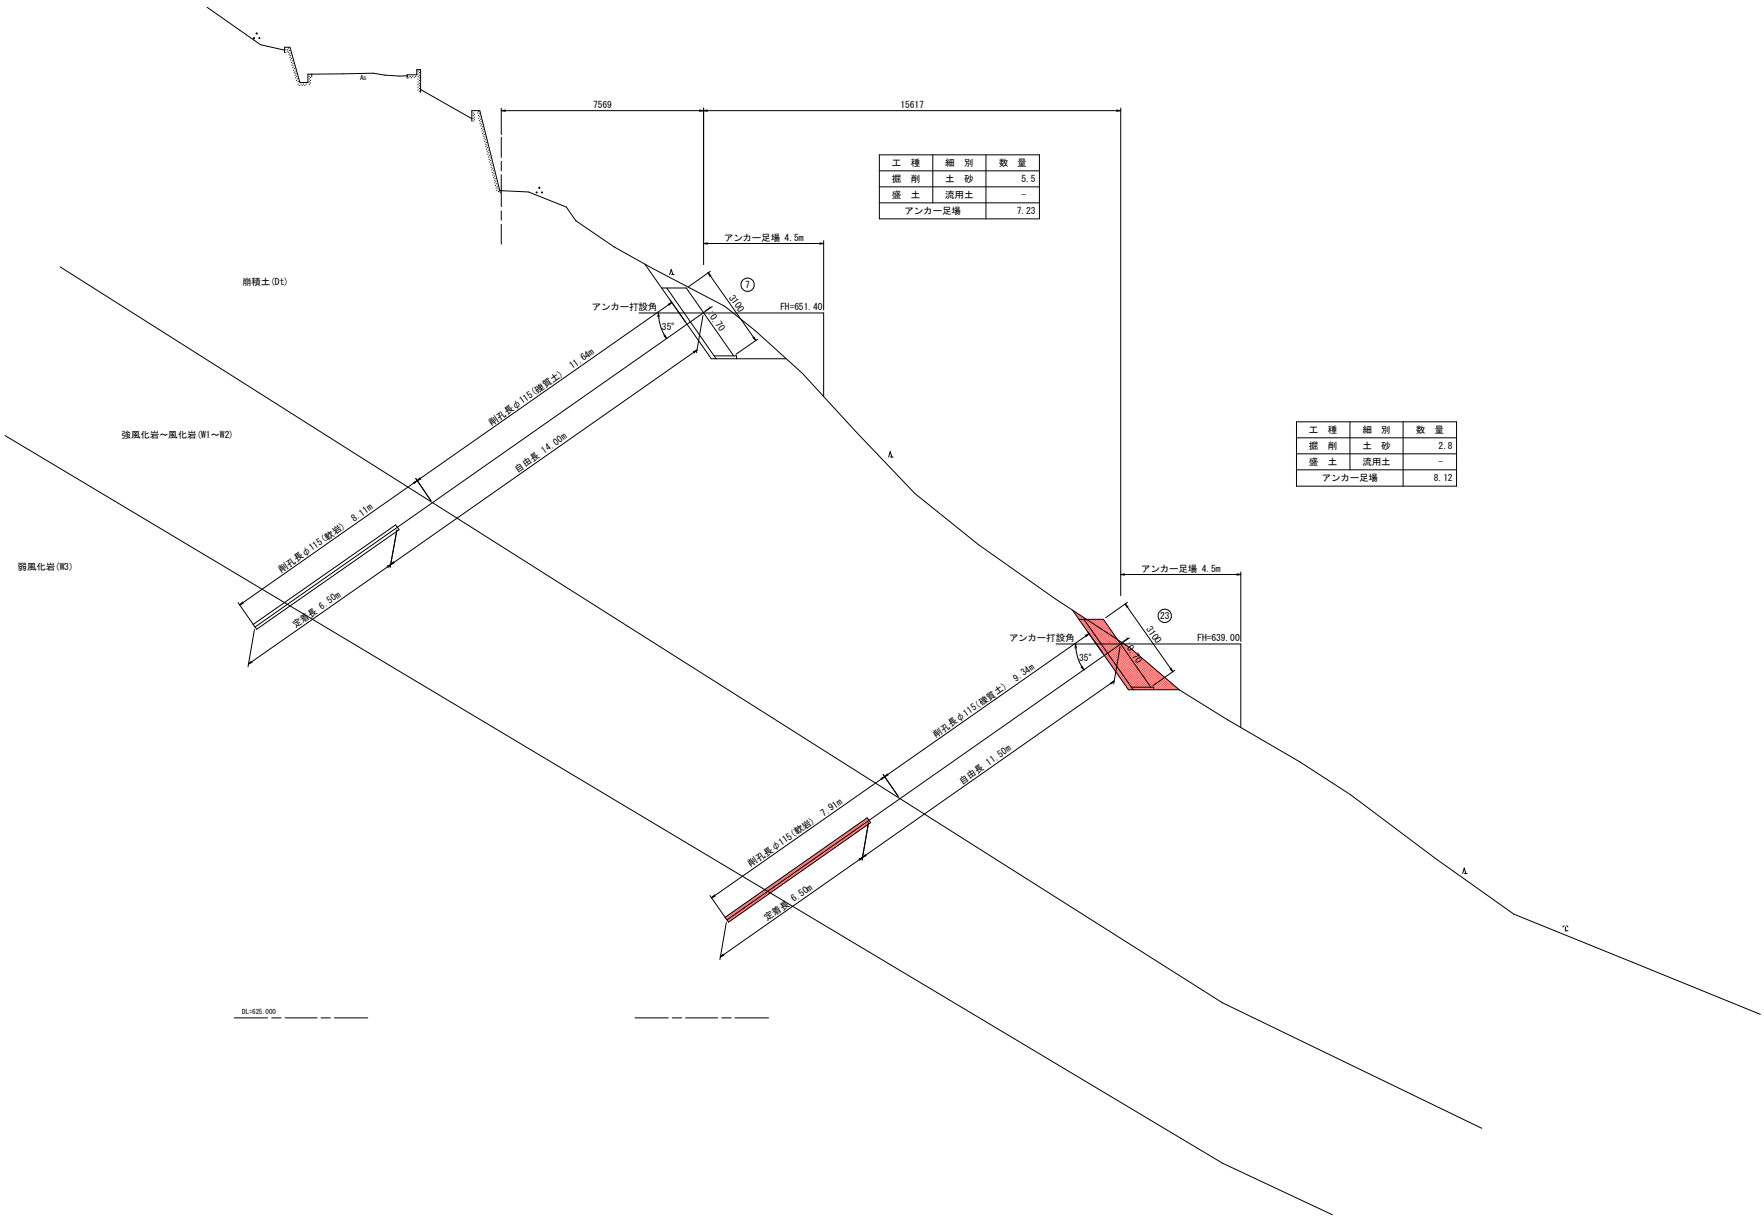 As
7569
15617
工 種 細 別 数 量
掘 削 土 砂 5.5
盛 土 流用土 -
アンカー足場 7.23
アンカー足場 4.5m
崩積土(Dt)
⑦
3100
アンカー打設角
FH=651.40
0.70
35°
削孔長φ115(礫質土) 11.64m
自由長 14.00m
強風化岩～風化岩(W1～W2)
工 種 細 別 数 量
掘 削 土 砂 2.8
盛 土 流用土 -
アンカー足場 8.12
削孔長φ115(軟岩) 8.11m
定着長 6.50m
弱風化岩(W3)
アンカー足場 4.5m
㉓
3100
アンカー打設角
FH=639.00
0.70
35°
削孔長φ115(礫質土) 9.34m
自由長 11.50m
削孔長φ115(軟岩) 7.91m
定着長 6.50m
DL=625.000